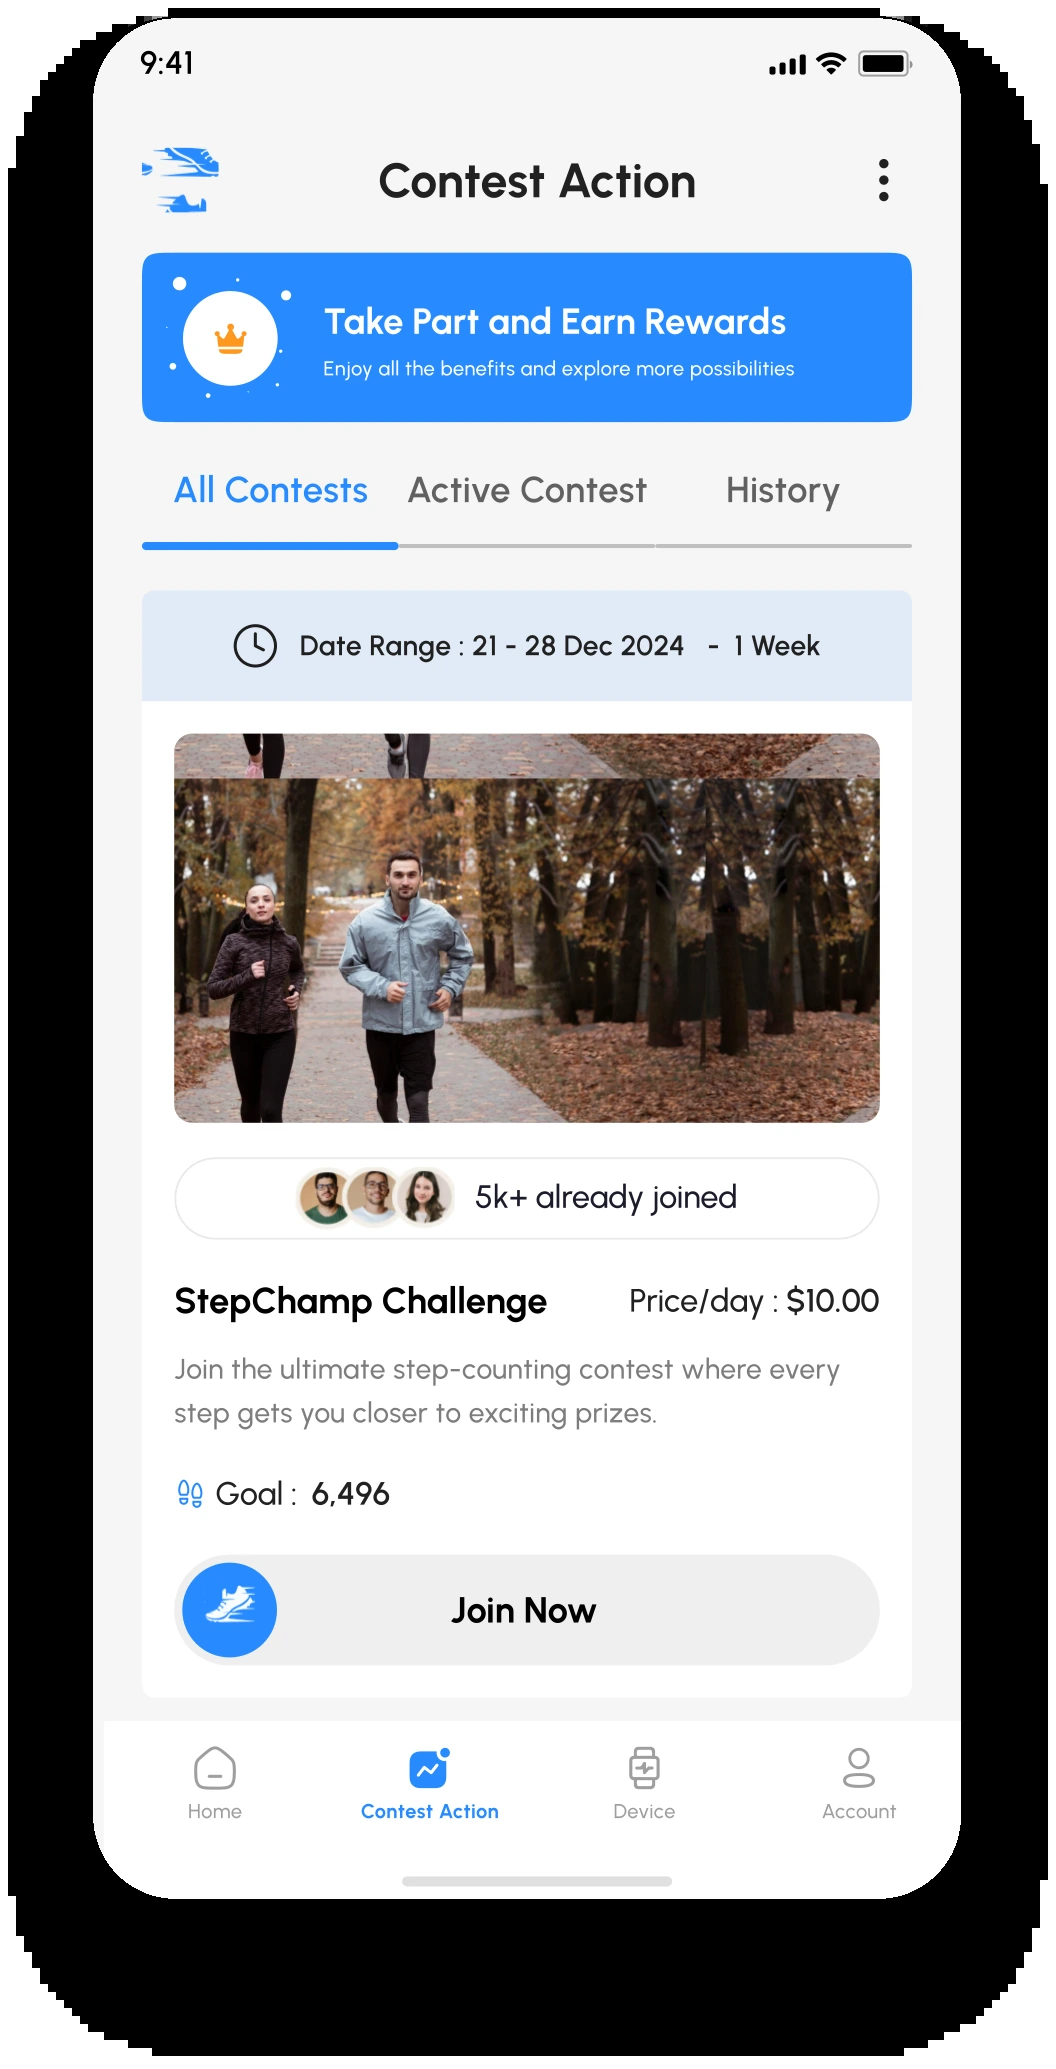 9:41
Contest Action
Take Part and Earn Rewards
Enjoy all the benefits and explore more possibilities
All Contests Active Contest History
Date Range : 21 - 28 Dec 2024 - 1 Week
5k+ already joined
StepChamp Challenge Price/day : $10.00
Join the ultimate step-counting contest where every
step gets you closer to exciting prizes.
Goal : 6,496
Join Now
Home Contest Action Device Account